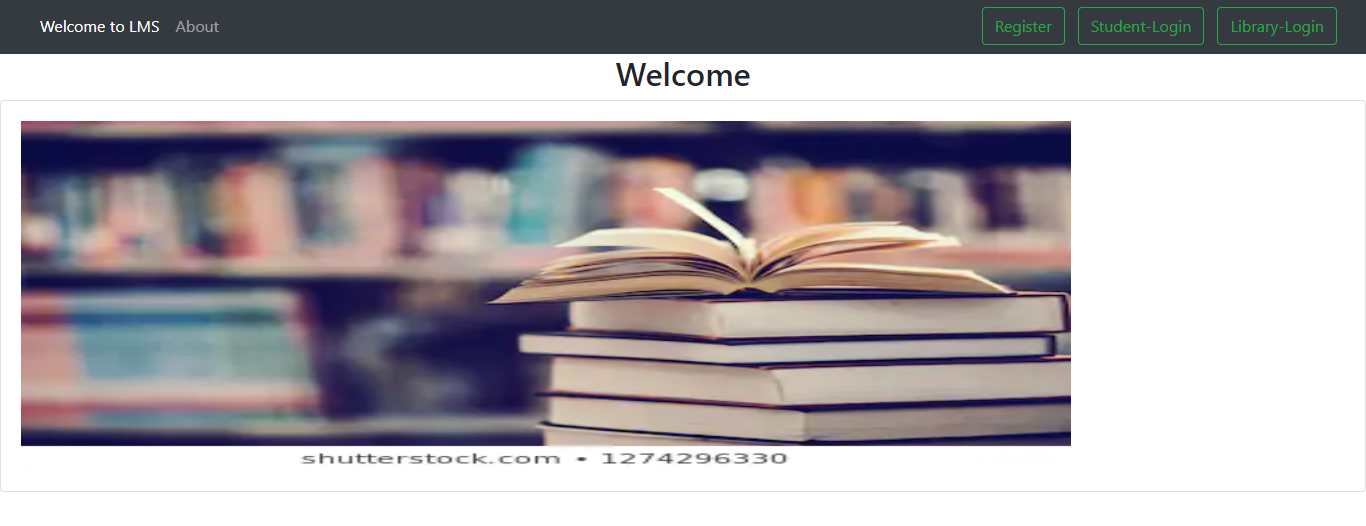 Welcome to LMS About Register Student-Login Library-Login
Welcome
shutterstock.com • 1274296330